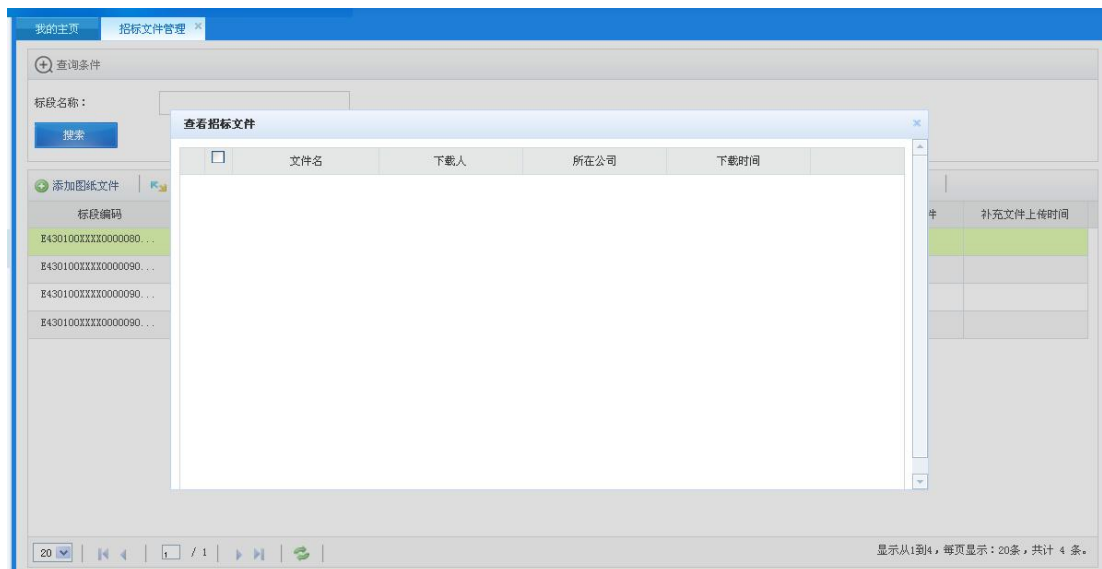 我的主页 招标文件管理
查询条件
标段名称：
搜索
查看招标文件
文件名 下载人 所在公司 下载时间
添加图纸文件
标段编码 件 补充文件上传时间
E430100XXXX0000080...
E430100XXXX0000090...
E430100XXXX0000090...
E430100XXXX0000090...
20 1 / 1 显示从1到4，每页显示：20条，共计 4 条。